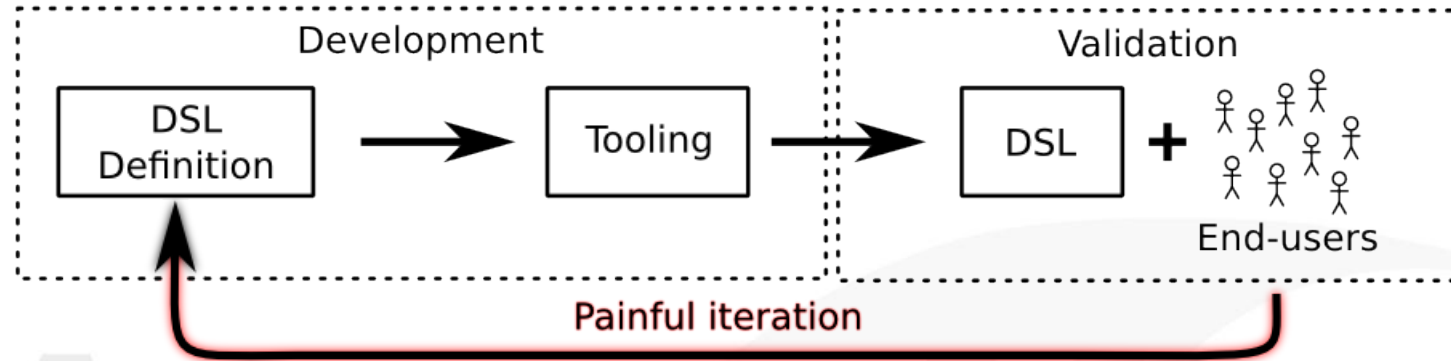 Development
DSL
Definition
Tooling
Validation
DSL
+
End-users
Painful iteration